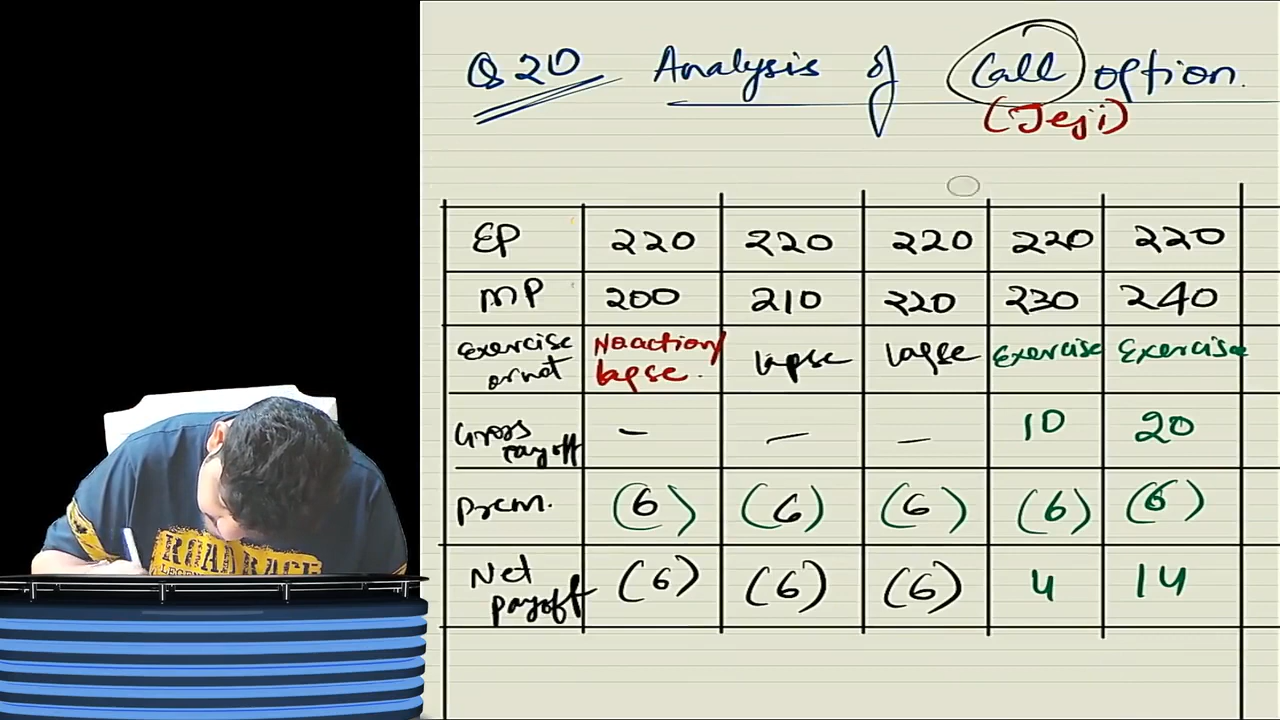 Q 20 Analysis of Call option.
(Teji)
EP 220 220 220 220 220
MP 200 210 220 230 240
Exercise or not No action/ lapse. lapse lapse Exercise Exercise
Gross payoff – – – 10 20
Prem. (6) (6) (6) (6) (6)
Net payoff (6) (6) (6) 4 14
ROAD RACE